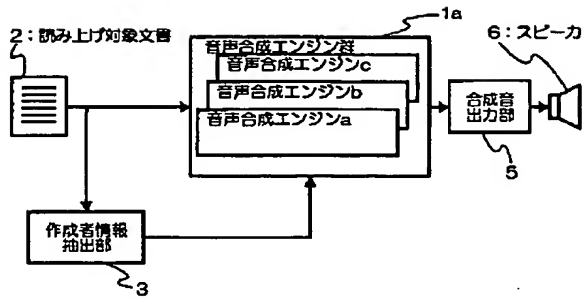 1a
2：読み上げ対象文書
音声合成エンジン群
音声合成エンジンc
音声合成エンジンb
音声合成エンジンa
6：スピーカ
合成音
出力部
5
作成者情報
抽出部
3